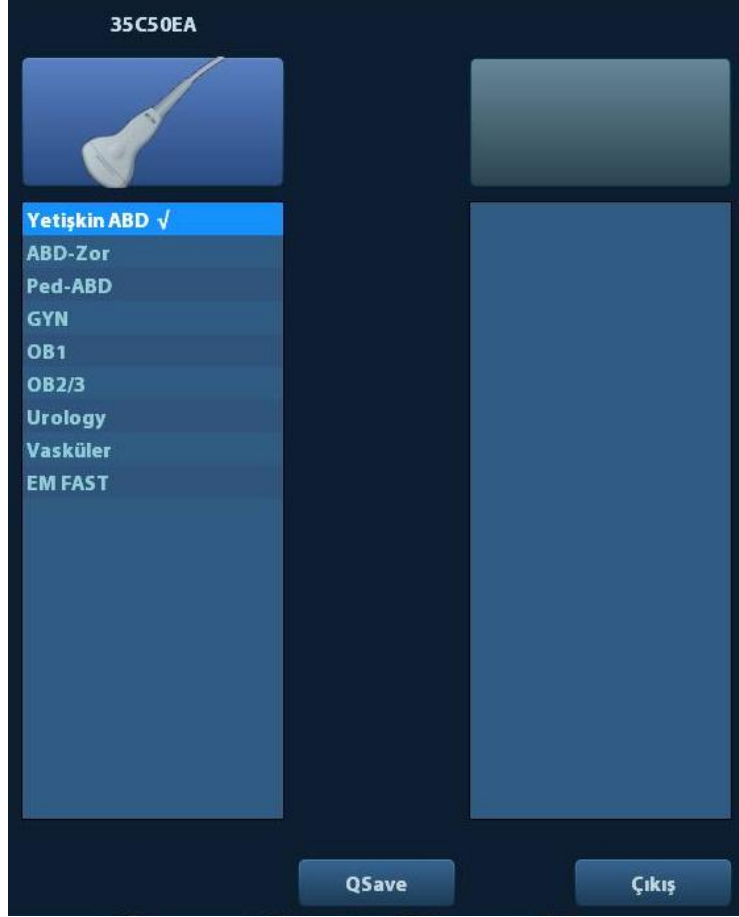 35C50EA
Yetişkin ABD √
ABD-Zor
Ped-ABD
GYN
OB1
OB2/3
Urology
Vasküler
EM FAST
QSave
Çıkış